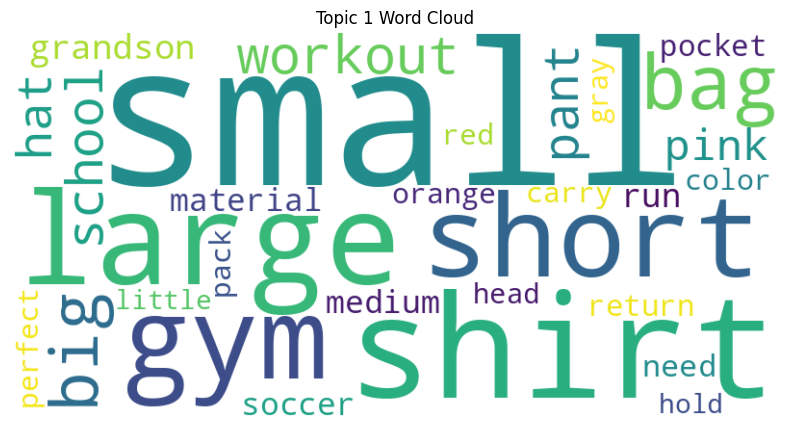 Topic 1 Word Cloud
grandson
workout
small
pant
gray
pocket
bag
hat
school
red
pink
color
large
material
orange
carry
run
short
pack
little
medium
head
return
perfect
big
gym
shirt
need
soccer
hold